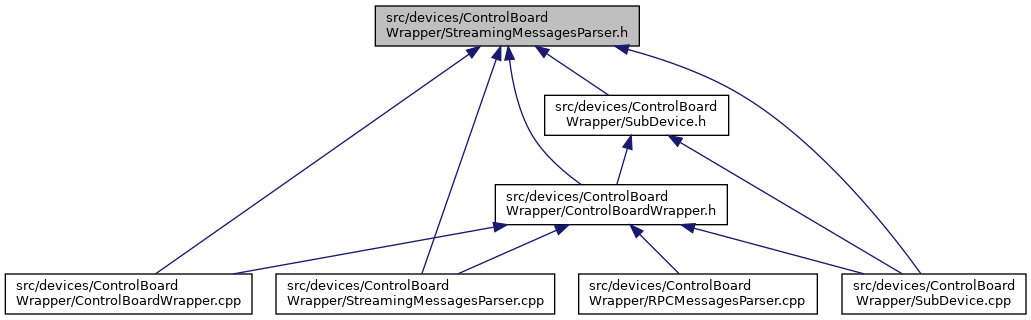 src/devices/ControlBoard
Wrapper/StreamingMessagesParser.h
src/devices/ControlBoard
Wrapper/SubDevice.h
src/devices/ControlBoard
Wrapper/ControlBoardWrapper.h
src/devices/ControlBoard
Wrapper/ControlBoardWrapper.cpp
src/devices/ControlBoard
Wrapper/StreamingMessagesParser.cpp
src/devices/ControlBoard
Wrapper/RPCMessagesParser.cpp
src/devices/ControlBoard
Wrapper/SubDevice.cpp